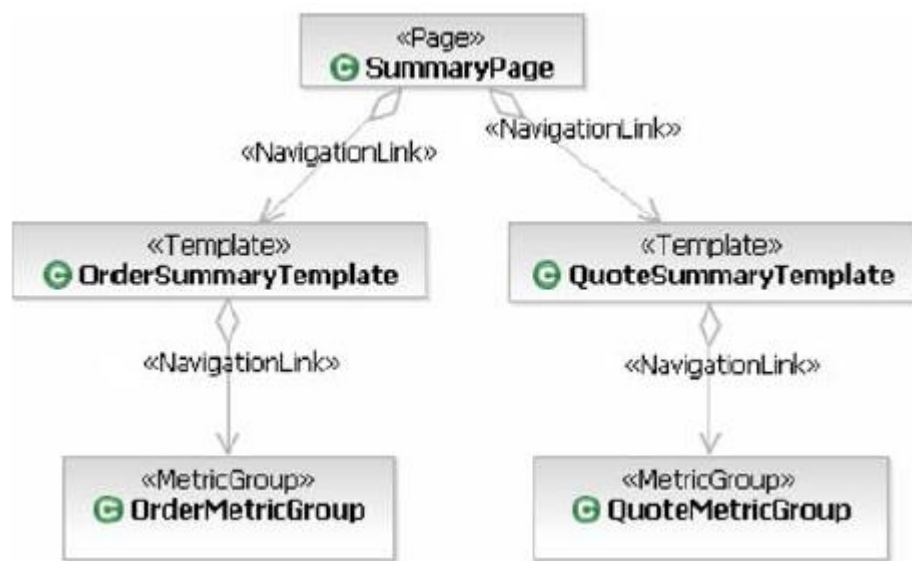 «Page»
SummaryPage
«NavigationLink»
«NavigationLink»
«Template»
OrderSummaryTemplate
«Template»
QuoteSummaryTemplate
«NavigationLink»
«NavigationLink»
«MetricGroup»
OrderMetricGroup
«MetricGroup»
QuoteMetricGroup